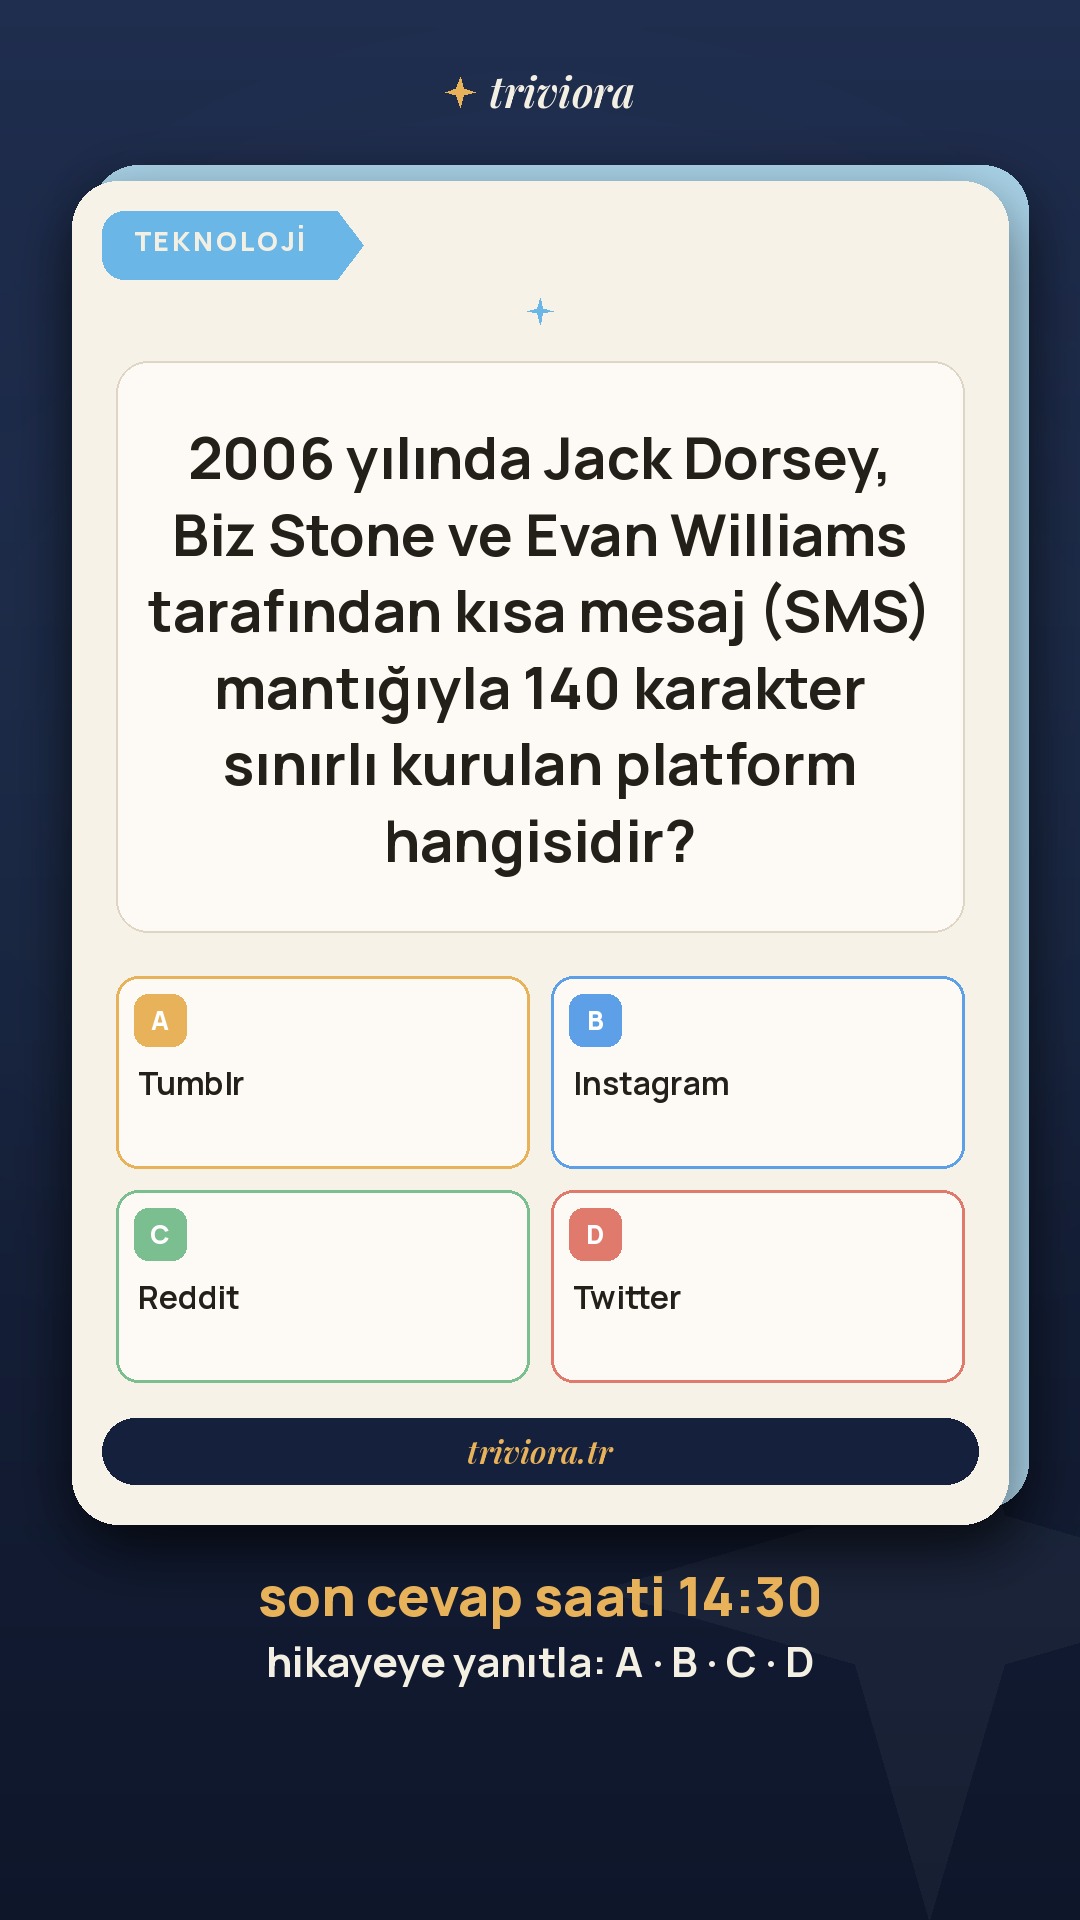 triviora
TEKNOLOJİ
2006 yılında Jack Dorsey,
Biz Stone ve Evan Williams
tarafından kısa mesaj (SMS)
mantığıyla 140 karakter
sınırlı kurulan platform
hangisidir?
A
Tumblr
B
Instagram
C
Reddit
D
Twitter
triviora.tr
son cevap saati 14:30
hikayeye yanıtla: A · B · C · D